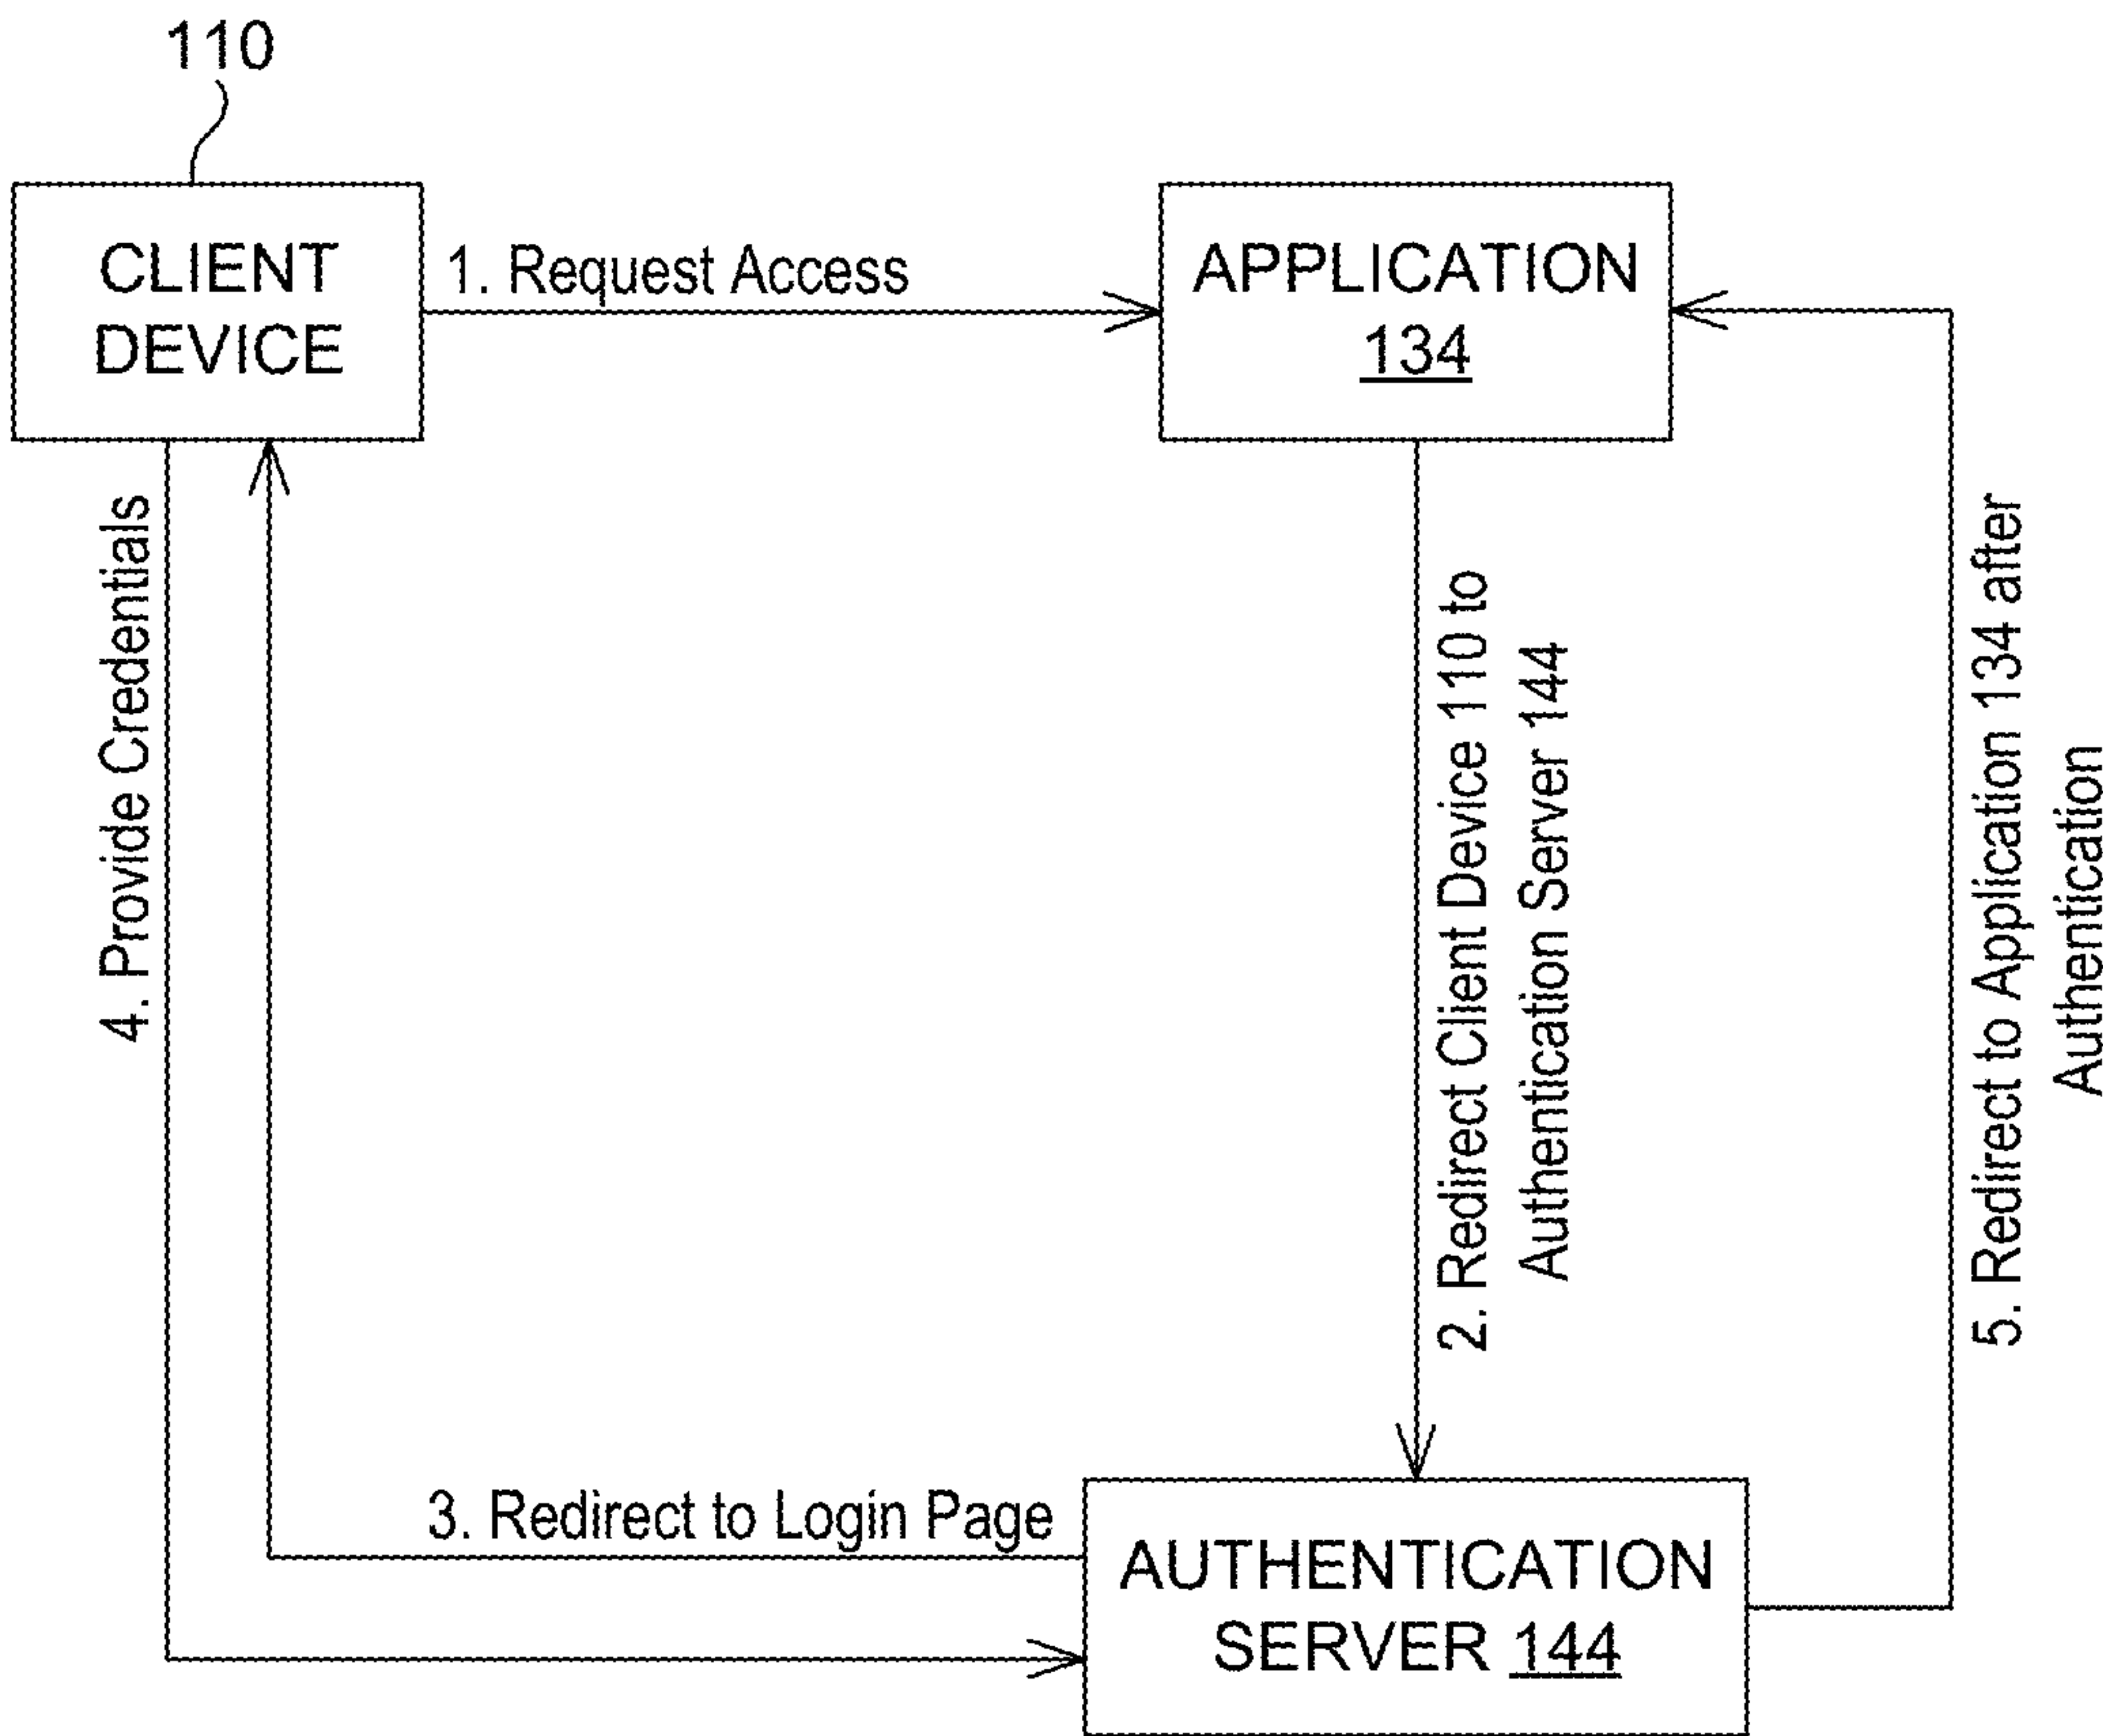 110
CLIENT
DEVICE
1. Request Access
APPLICATION
134
4. Provide Credentials
2. Redirect Client Device 110 to
Authentication Server 144
5. Redirect to Application 134 after
Authentication
3. Redirect to Login Page
AUTHENTICATION
SERVER 144